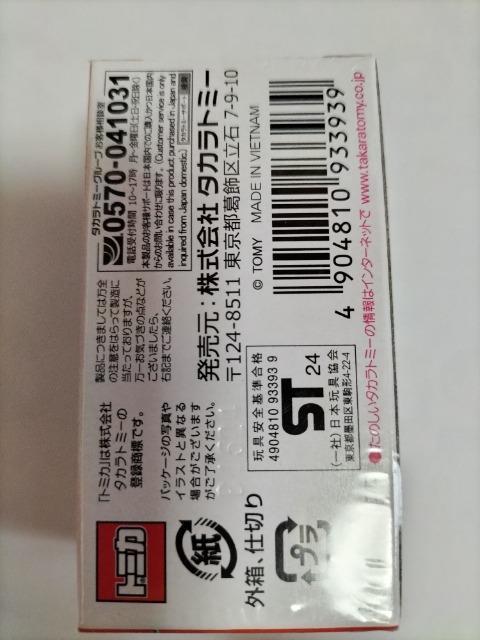 トミカ
「トミカ」は株式会社
タカラトミーの
登録商標です。
パッケージの写真や
イラストと異なる
場合がございます
がご了承ください。
紙
外箱、仕切り
プラ
製品につきましては万全
の注意をはらって製造に
当たっておりますが、
万一お気づきの点などが
ございましたら、
右記までご連絡ください。
タカラトミーグループお客様相談室
0570-041031
電話受付時間 10〜17時 月〜金曜日(土・日・祝日除く)
本製品のお客様サポートは日本国内でのご購入かつ日本国内
からのお問い合わせに限ります。(Customer service is only
available in case this product purchased in Japan and
inquired from Japan domestic.)
発売元:株式会社 タカラトミー
〒124-8511 東京都葛飾区立石 7-9-10
© TOMY MADE IN VIETNAM
玩具安全基準合格
4904810 93393 9
ST 24
(一社)日本玩具協会
東京都墨田区東駒形4-22-4
4 904810 933939
●たのしいタカラトミーの情報はインターネットで www.takaratomy.co.jp